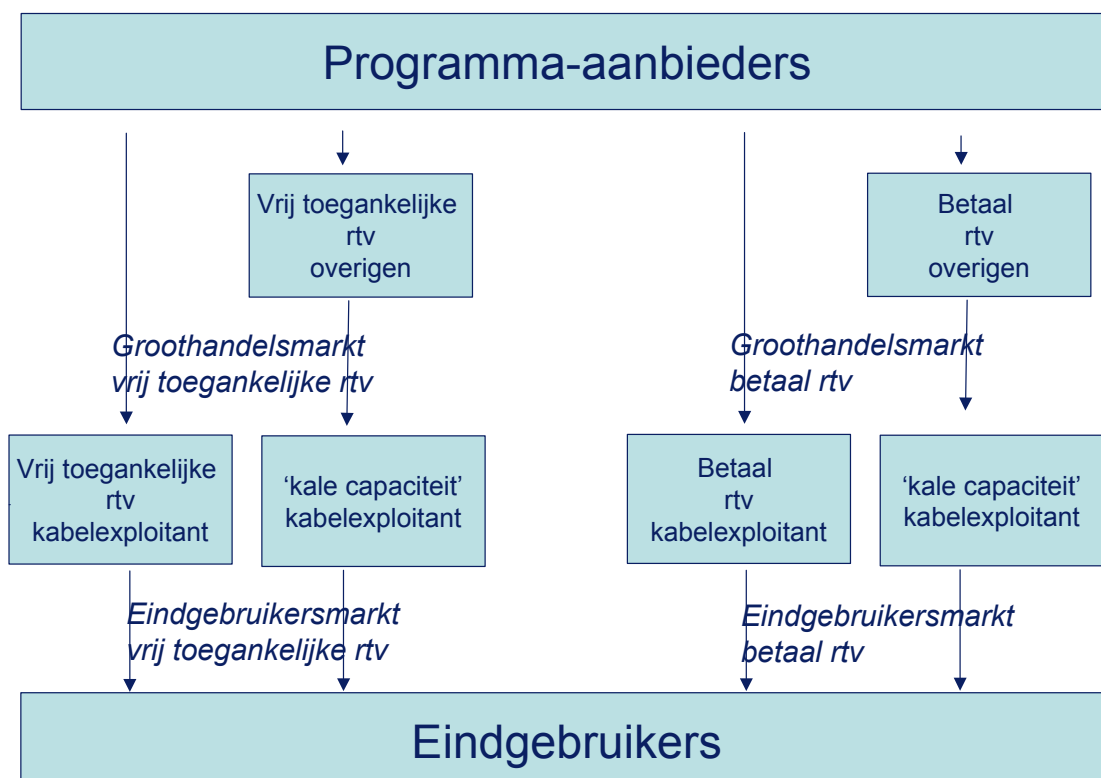 Programma-aanbieders
Vrij toegankelijke
rtv
overigen
Betaal
rtv
overigen
Groothandelsmarkt
vrij toegankelijke rtv
Groothandelsmarkt
betaal rtv
Vrij toegankelijke
rtv
kabelexploitant
‘kale capaciteit’
kabelexploitant
Betaal
rtv
kabelexploitant
‘kale capaciteit’
kabelexploitant
Eindgebruikersmarkt
vrij toegankelijke rtv
Eindgebruikersmarkt
betaal rtv
Eindgebruikers